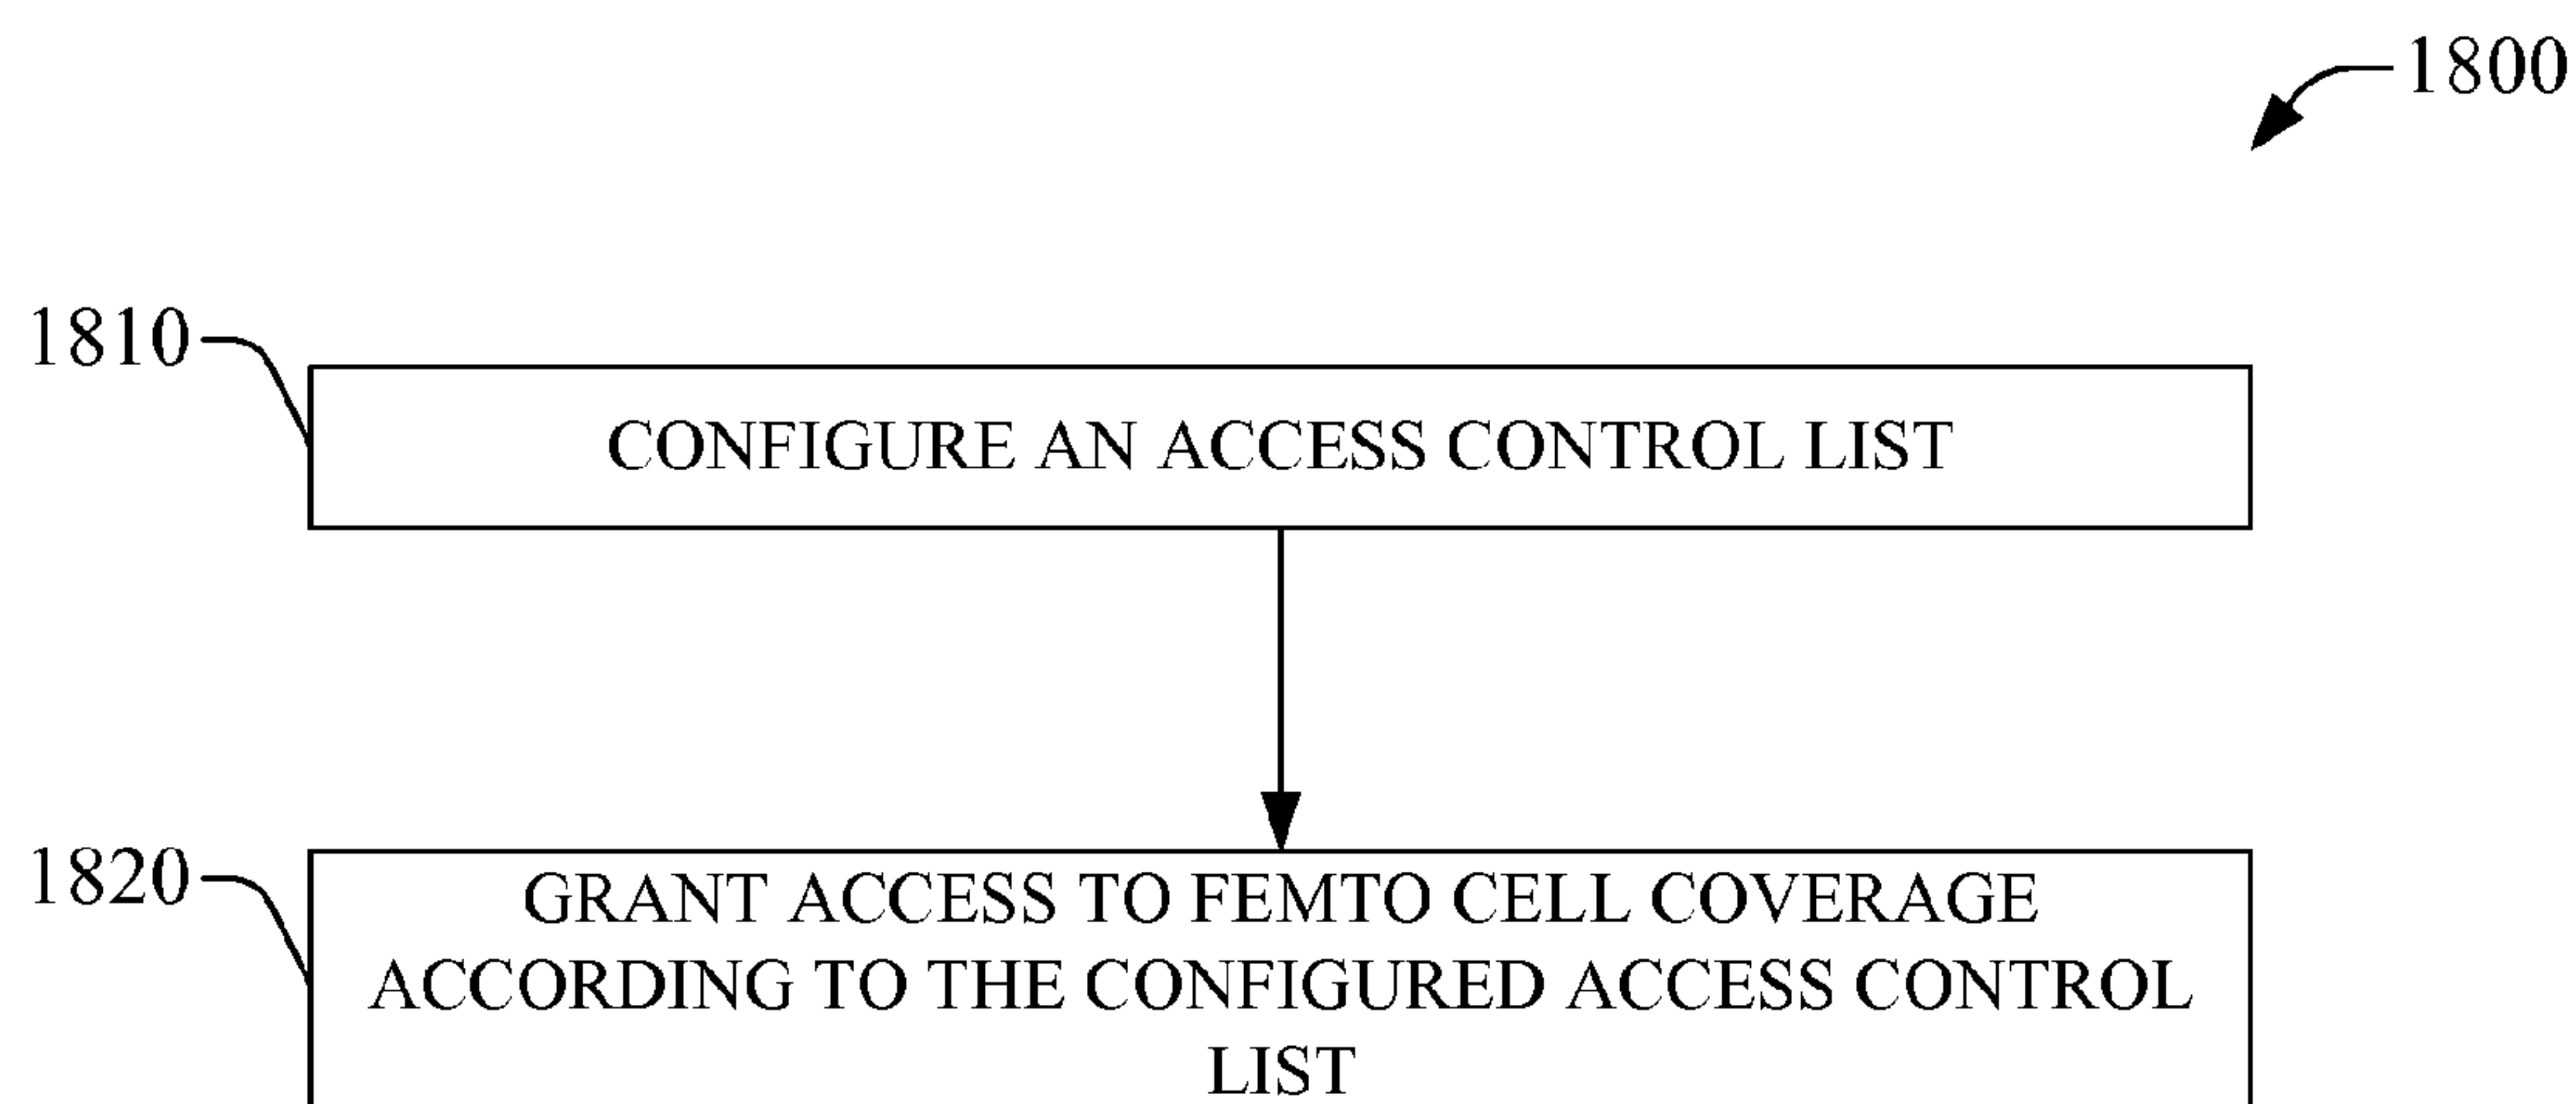 1800
1810
CONFIGURE AN ACCESS CONTROL LIST
1820
GRANT ACCESS TO FEMTO CELL COVERAGE
ACCORDING TO THE CONFIGURED ACCESS CONTROL
LIST